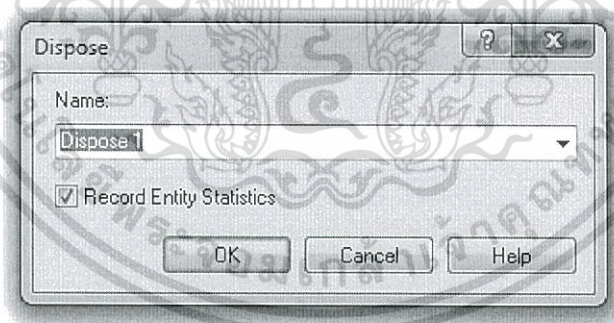 Dispose
Name:
Dispose 1
Record Entity Statistics
OK Cancel Help